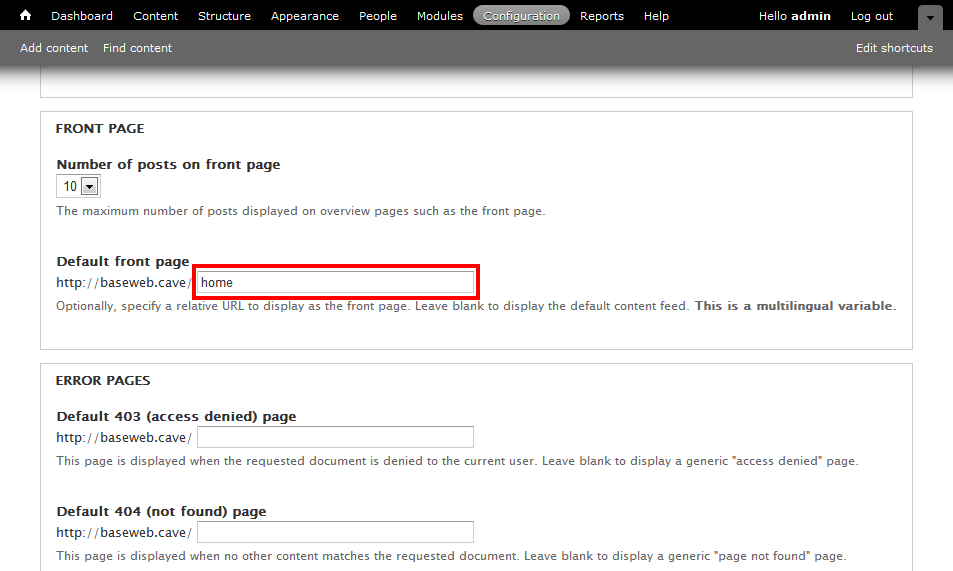 Dashboard Content Structure Appearance People Modules Configuration Reports Help Hello admin Log out
Add content Find content Edit shortcuts
FRONT PAGE
Number of posts on front page
10
The maximum number of posts displayed on overview pages such as the front page.
Default front page
http://baseweb.cave/ home
Optionally, specify a relative URL to display as the front page. Leave blank to display the default content feed. This is a multilingual variable.
ERROR PAGES
Default 403 (access denied) page
http://baseweb.cave/
This page is displayed when the requested document is denied to the current user. Leave blank to display a generic "access denied" page.
Default 404 (not found) page
http://baseweb.cave/
This page is displayed when no other content matches the requested document. Leave blank to display a generic "page not found" page.